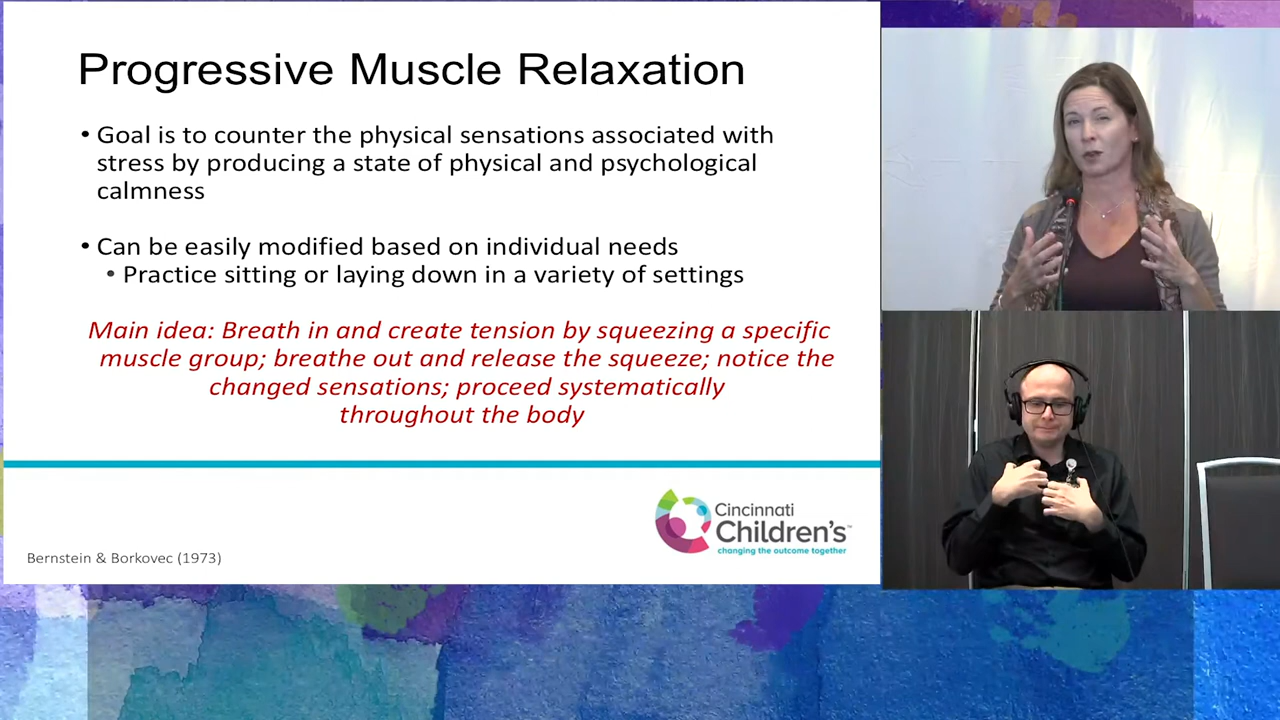 Progressive Muscle Relaxation
• Goal is to counter the physical sensations associated with
stress by producing a state of physical and psychological
calmness
• Can be easily modified based on individual needs
• Practice sitting or laying down in a variety of settings
Main idea: Breath in and create tension by squeezing a specific
muscle group; breathe out and release the squeeze; notice the
changed sensations; proceed systematically
throughout the body
Cincinnati
Children's™
changing the outcome together
Bernstein & Borkovec (1973)